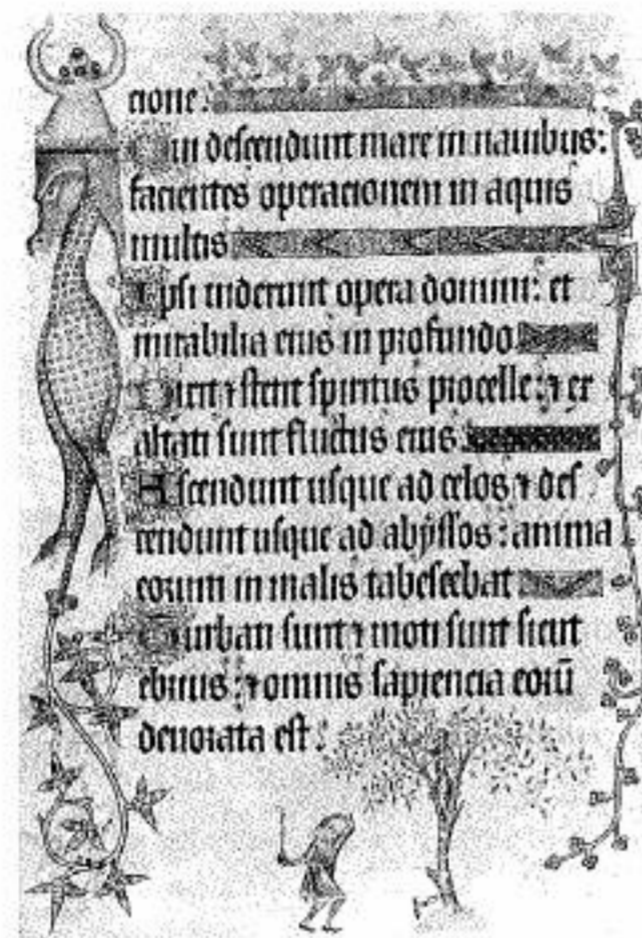 cione.
Qui descendunt mare in nauibus:
facientes operacionem in aquis
multis
Ipsi uiderunt opera domini: et
mirabilia eius in profundo
Dixit ⁊ stetit spiritus procelle: ⁊ ex
altati sunt fluctus eius
Ascendunt usque ad celos ⁊ des
cendunt usque ad abyssos: anima
eorum in malis tabescebat
Turbati sunt ⁊ moti sunt sicut
ebrius: ⁊ omnis sapiencia eorū
deuorata est: